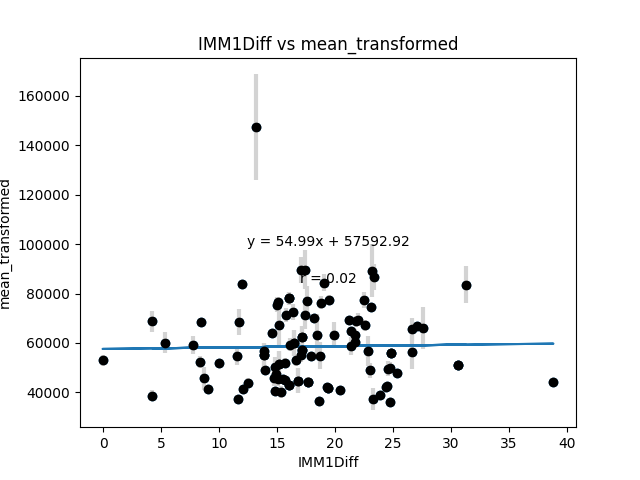 IMM1Diff vs mean_transformed
mean_transformed
160000
140000
120000
100000
80000
60000
40000
y = 54.99x + 57592.92
r = 0.02
0 5 10 15 20 25 30 35 40
IMM1Diff